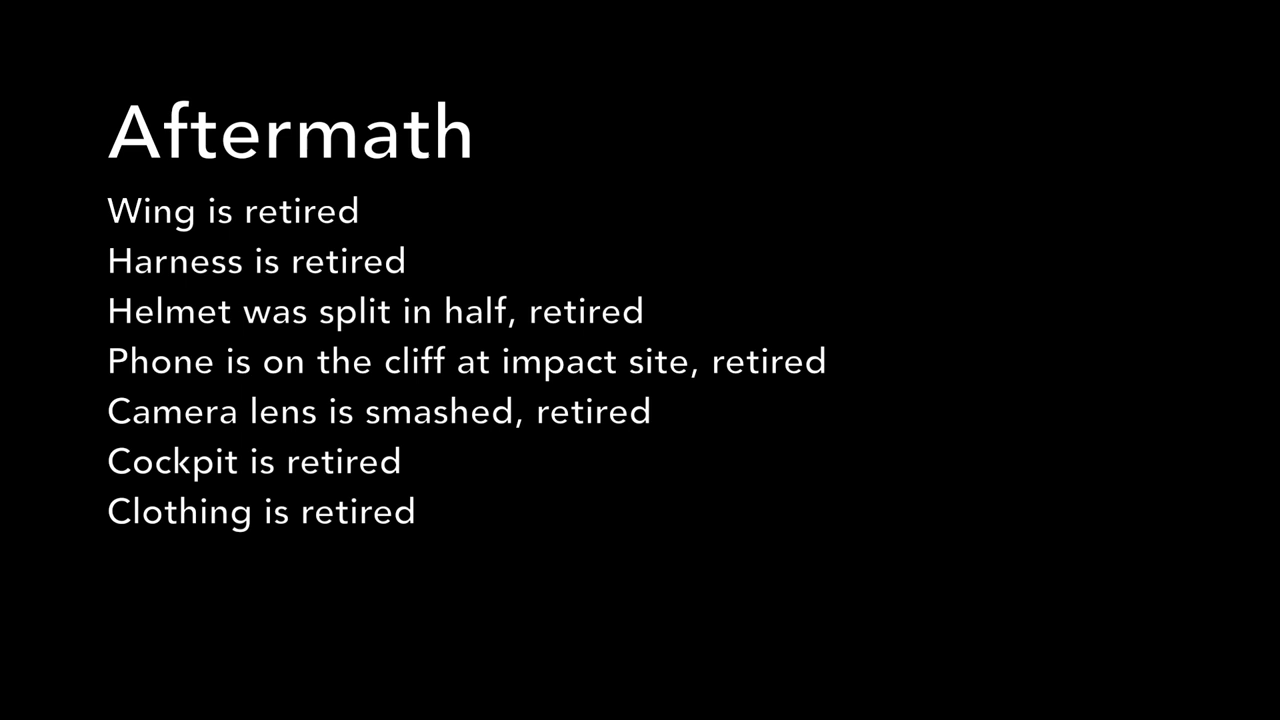 Aftermath
Wing is retired
Harness is retired
Helmet was split in half, retired
Phone is on the cliff at impact site, retired
Camera lens is smashed, retired
Cockpit is retired
Clothing is retired